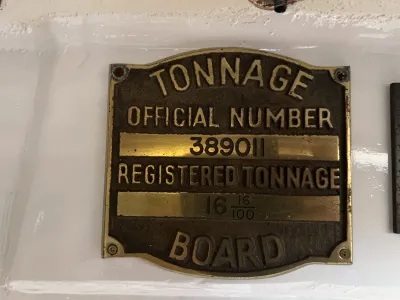 TONNAGE
OFFICIAL NUMBER
389011
REGISTERED TONNAGE
16 16/100
BOARD